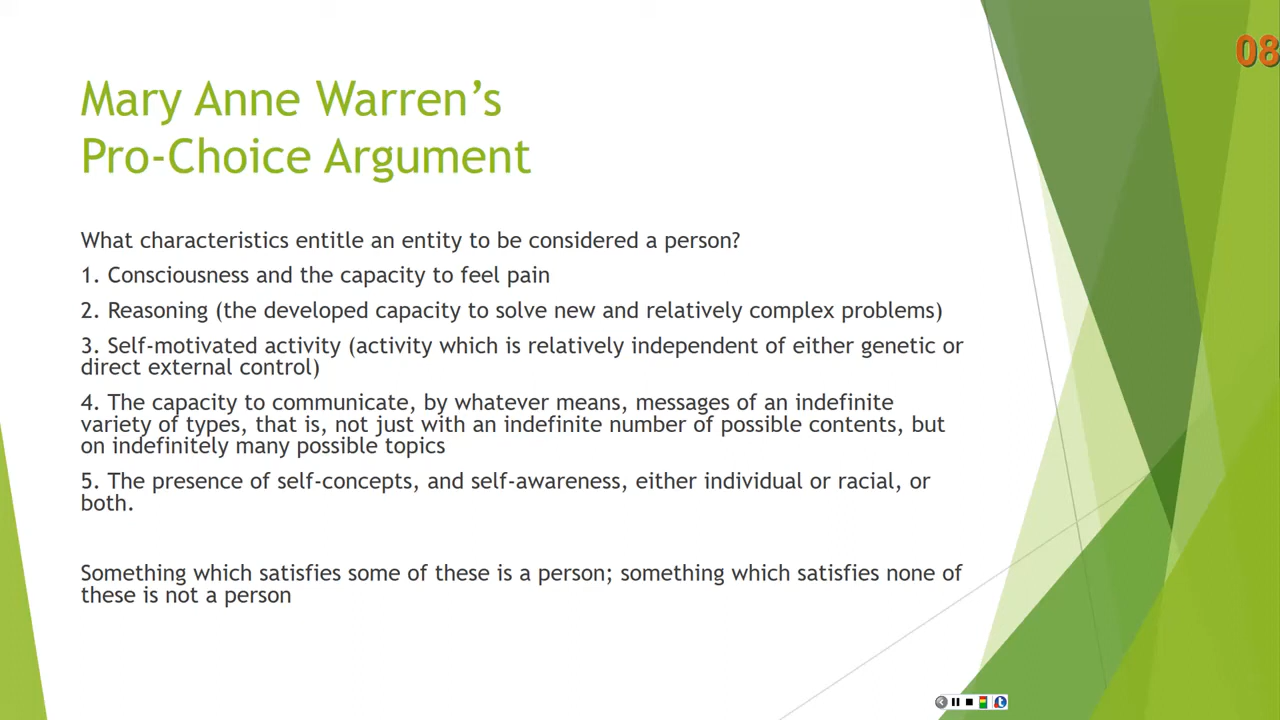 08
Mary Anne Warren’s
Pro-Choice Argument
What characteristics entitle an entity to be considered a person?
1. Consciousness and the capacity to feel pain
2. Reasoning (the developed capacity to solve new and relatively complex problems)
3. Self-motivated activity (activity which is relatively independent of either genetic or
direct external control)
4. The capacity to communicate, by whatever means, messages of an indefinite
variety of types, that is, not just with an indefinite number of possible contents, but
on indefinitely many possible topics
5. The presence of self-concepts, and self-awareness, either individual or racial, or
both.
Something which satisfies some of these is a person; something which satisfies none of
these is not a person